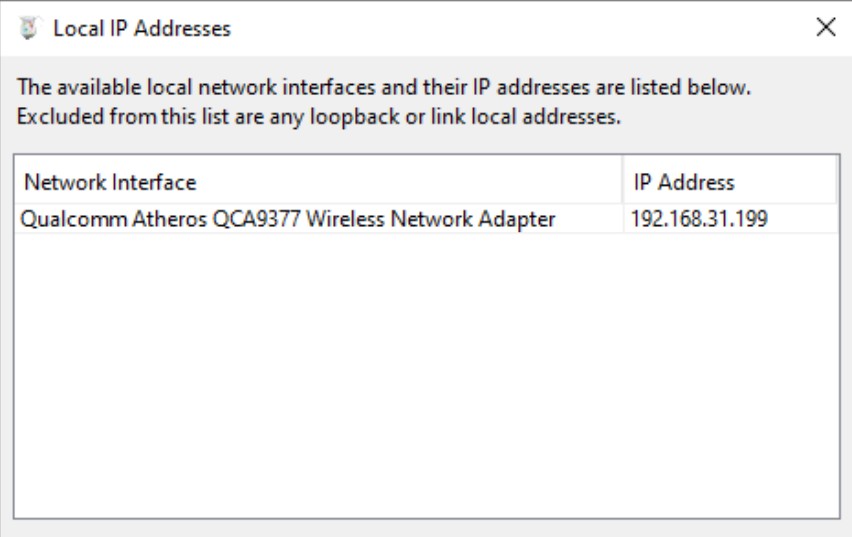 Local IP Addresses
The available local network interfaces and their IP addresses are listed below.
Excluded from this list are any loopback or link local addresses.
Network Interface IP Address
Qualcomm Atheros QCA9377 Wireless Network Adapter 192.168.31.199